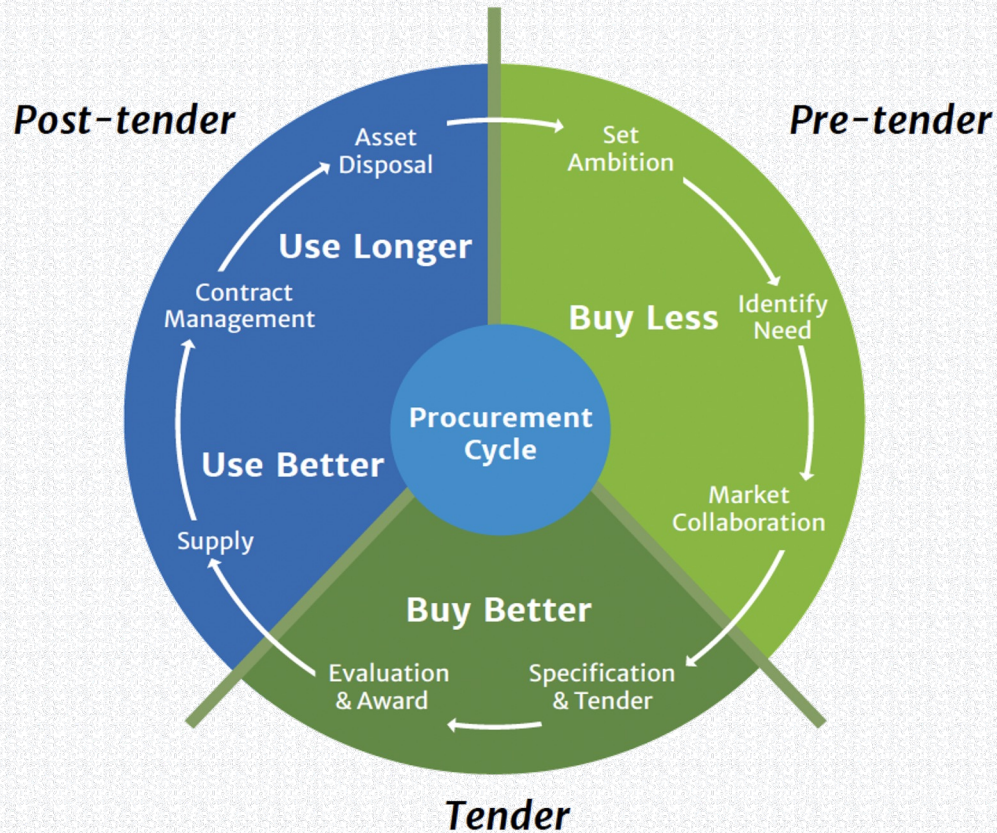 Post-tender
Pre-tender
Asset
Disposal
Set
Ambition
Use Longer
Contract
Management
Buy Less
Identify
Need
Procurement
Cycle
Use Better
Market
Collaboration
Supply
Buy Better
Evaluation
& Award
Specification
& Tender
Tender